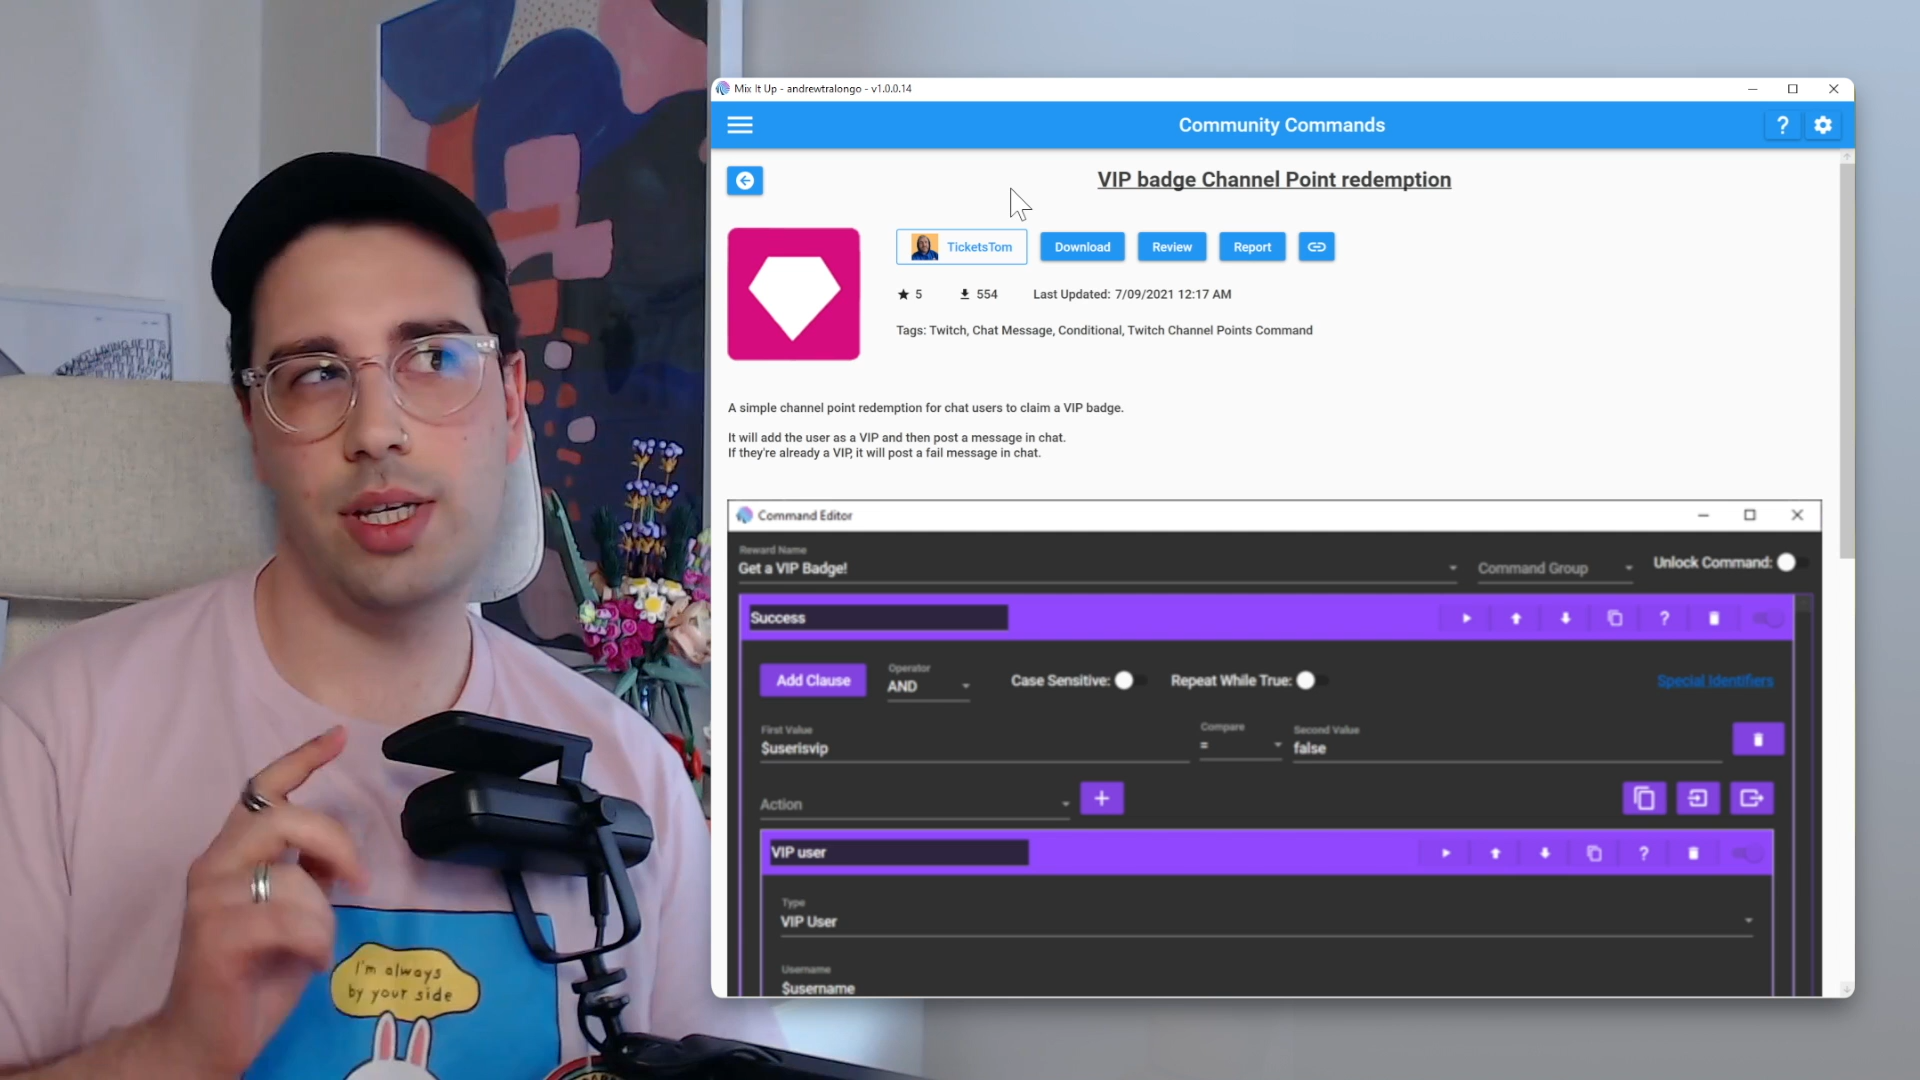 Mix It Up - andrewtralongo - v1.0.0.14
Community Commands
?
VIP badge Channel Point redemption
TicketsTom
Download
Review
Report
5
554
Last Updated: 7/09/2021 12:17 AM
Tags: Twitch, Chat Message, Conditional, Twitch Channel Points Command
A simple channel point redemption for chat users to claim a VIP badge.
It will add the user as a VIP and then post a message in chat.
If they're already a VIP, it will post a fail message in chat.
Command Editor
Reward Name
Get a VIP Badge!
Command Group
Unlock Command:
Success
?
Add Clause
Operator
AND
Case Sensitive:
Repeat While True:
Special Identifiers
First Value
$userisvip
Compare
=
Second Value
false
Action
VIP user
?
Type
VIP User
Username
$username
I'm always
by your side